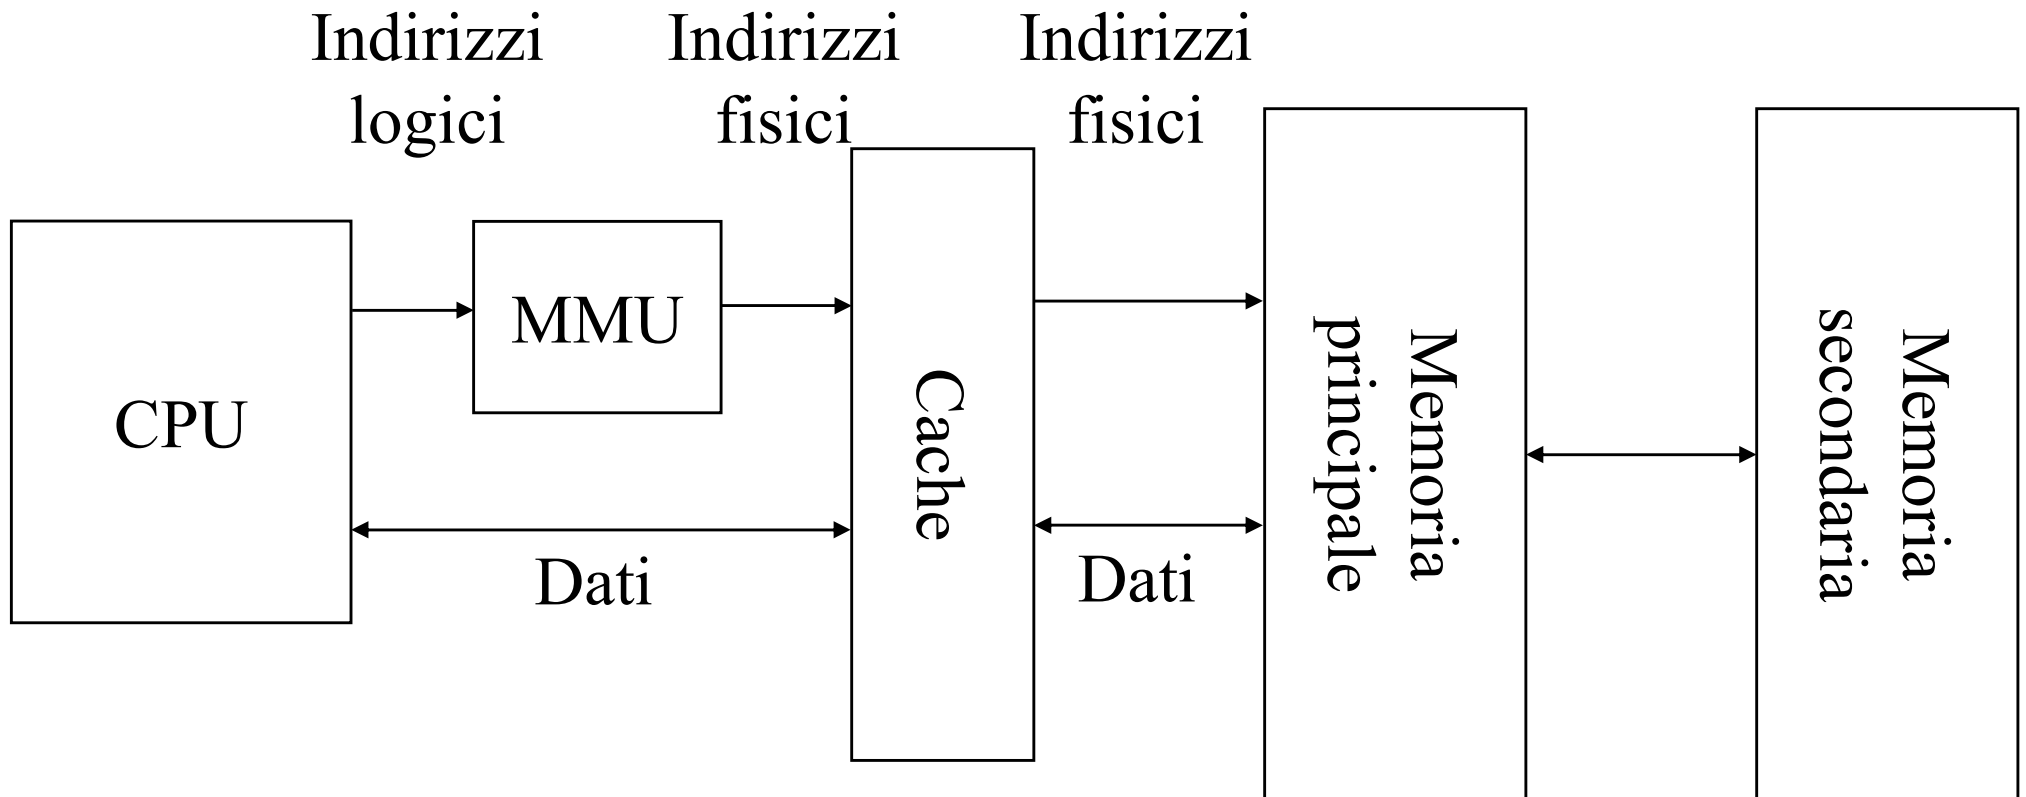 Indirizzi
logici
Indirizzi
fisici
Indirizzi
fisici
CPU
MMU
Cache
Memoria
principale
Memoria
secondaria
Dati
Dati